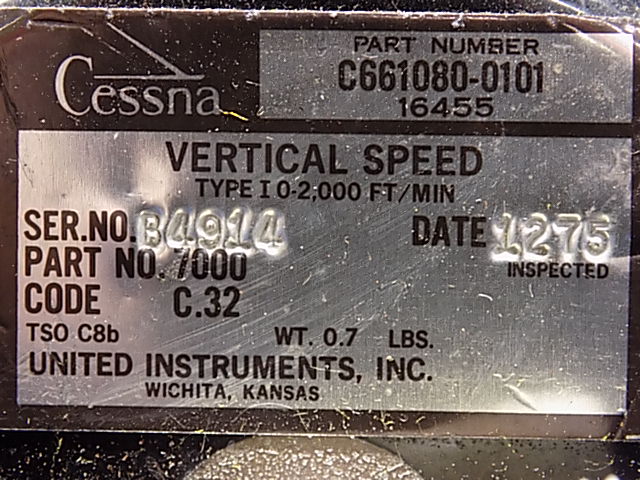 Cessna
PART NUMBER
C661080-0101
16455
VERTICAL SPEED
TYPE I 0-2,000 FT/MIN
SER.NO. B4914 DATE 1275
PART NO. 7000 INSPECTED
CODE C.32
TSO C8b WT. 0.7 LBS.
UNITED INSTRUMENTS, INC.
WICHITA, KANSAS